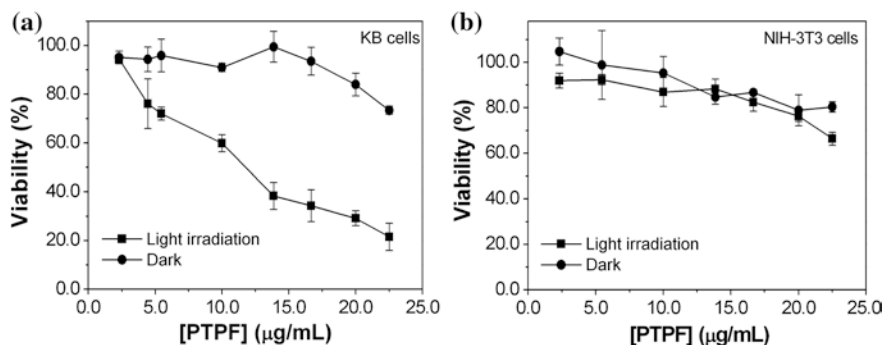 (a)
KB cells
100.0
80.0
60.0
40.0
20.0
0.0
Viability (%)
Light irradiation
Dark
0.0 5.0 10.0 15.0 20.0 25.0
[PTPF] (μg/mL)
(b)
NIH-3T3 cells
120.0
100.0
80.0
60.0
40.0
20.0
0.0
Viability (%)
Light irradiation
Dark
0.0 5.0 10.0 15.0 20.0 25.0
[PTPF] (μg/mL)